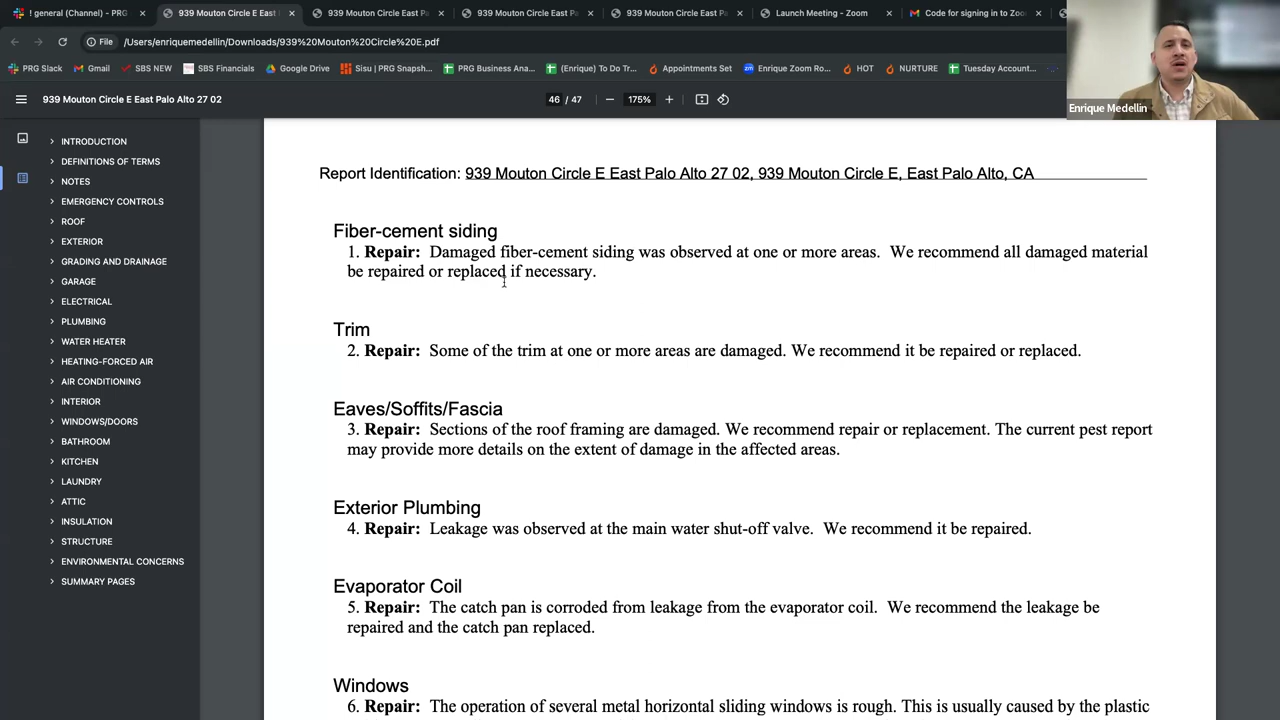 ! general (Channel) - PRG
939 Mouton Circle E East
939 Mouton Circle East Pa
939 Mouton Circle East Pa
939 Mouton Circle East Pa
Launch Meeting - Zoom
Code for signing in to Zoo
File
/Users/enriquemedellin/Downloads/939%20Mouton%20Circle%20E.pdf
PRG Slack
Gmail
SBS NEW
SBS Financials
Google Drive
Sisu | PRG Snapsh...
PRG Business Ana...
(Enrique) To Do Tr...
Appointments Set
Enrique Zoom Ro...
HOT
NURTURE
Tuesday Account...
Enrique Medellin
939 Mouton Circle E East Palo Alto 27 02
46 / 47
175%
INTRODUCTION
DEFINITIONS OF TERMS
NOTES
EMERGENCY CONTROLS
ROOF
EXTERIOR
GRADING AND DRAINAGE
GARAGE
ELECTRICAL
PLUMBING
WATER HEATER
HEATING-FORCED AIR
AIR CONDITIONING
INTERIOR
WINDOWS/DOORS
BATHROOM
KITCHEN
LAUNDRY
ATTIC
INSULATION
STRUCTURE
ENVIRONMENTAL CONCERNS
SUMMARY PAGES
Report Identification: 939 Mouton Circle E East Palo Alto 27 02, 939 Mouton Circle E, East Palo Alto, CA
Fiber-cement siding
1. Repair: Damaged fiber-cement siding was observed at one or more areas. We recommend all damaged material
be repaired or replaced if necessary.
Trim
2. Repair: Some of the trim at one or more areas are damaged. We recommend it be repaired or replaced.
Eaves/Soffits/Fascia
3. Repair: Sections of the roof framing are damaged. We recommend repair or replacement. The current pest report
may provide more details on the extent of damage in the affected areas.
Exterior Plumbing
4. Repair: Leakage was observed at the main water shut-off valve. We recommend it be repaired.
Evaporator Coil
5. Repair: The catch pan is corroded from leakage from the evaporator coil. We recommend the leakage be
repaired and the catch pan replaced.
Windows
6. Repair: The operation of several metal horizontal sliding windows is rough. This is usually caused by the plastic